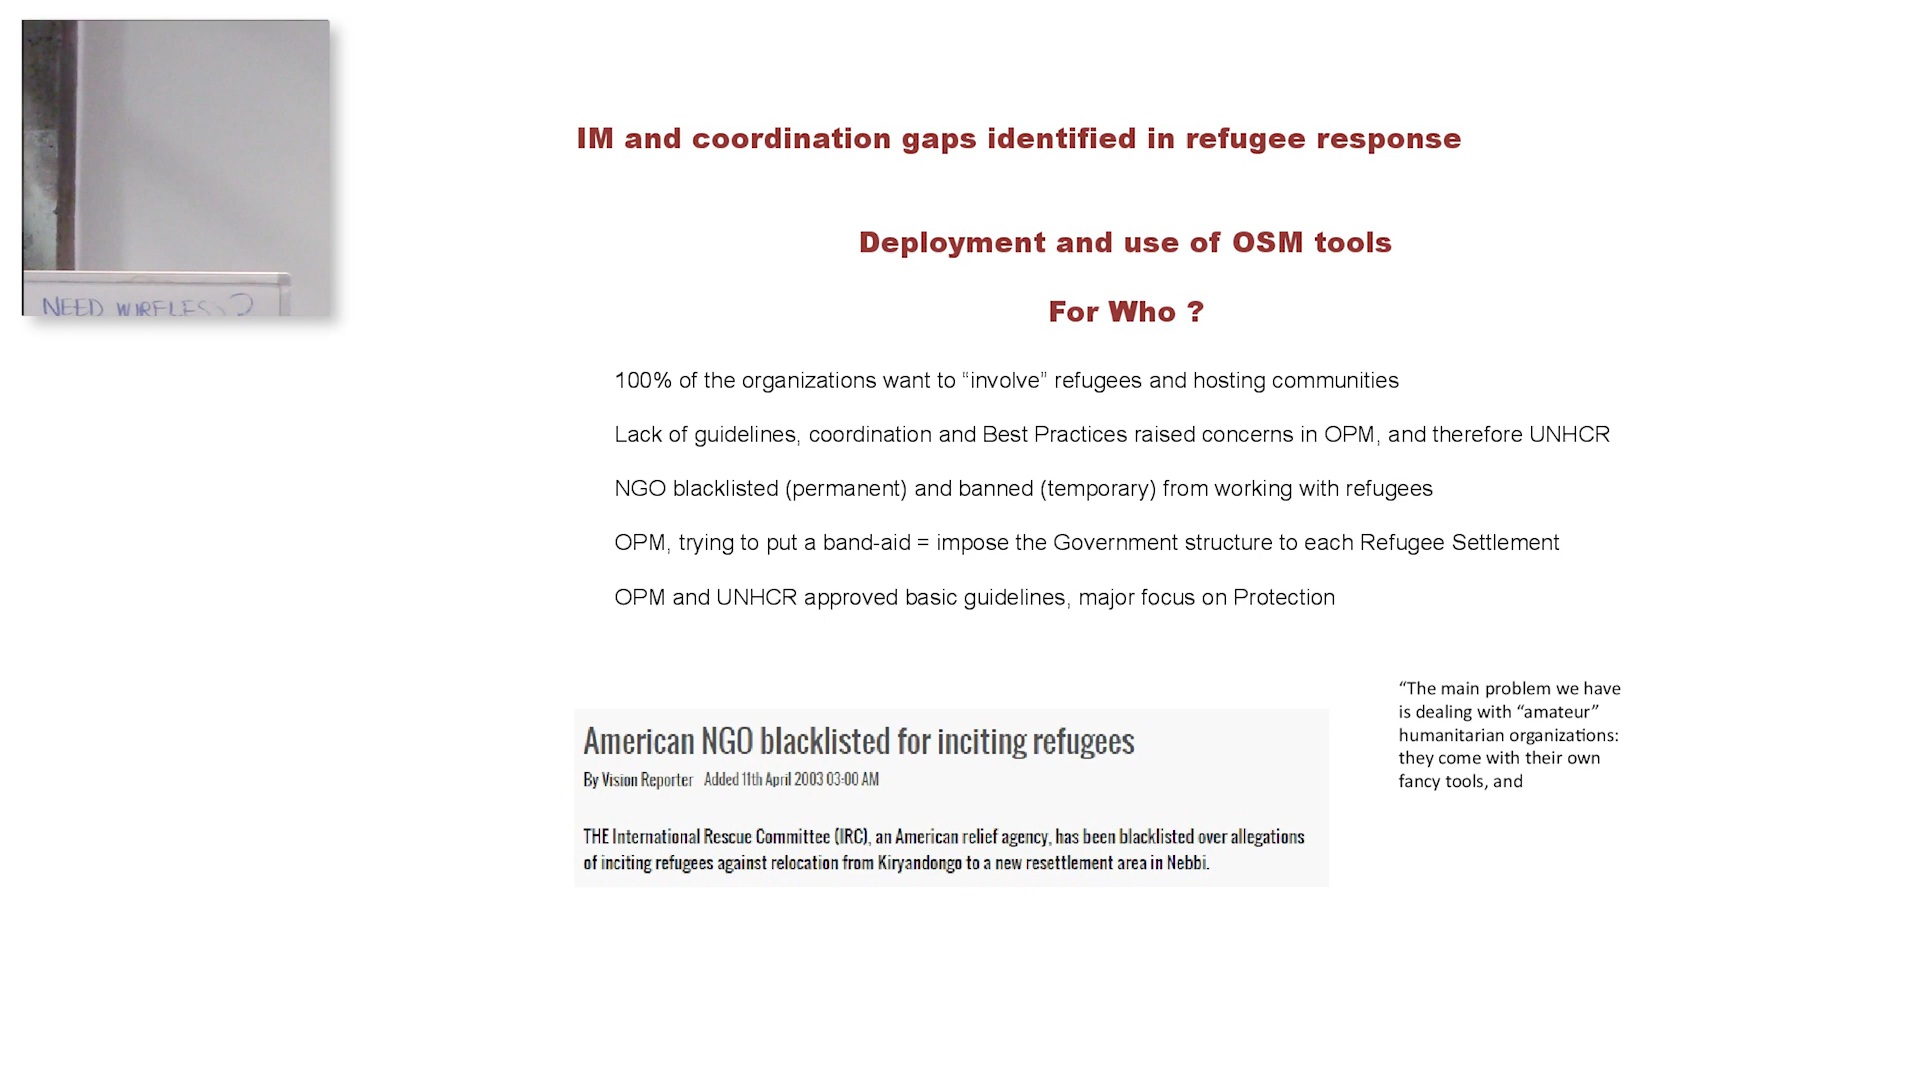 NEED WIRELESS?
IM and coordination gaps identified in refugee response
Deployment and use of OSM tools
For Who ?
100% of the organizations want to “involve” refugees and hosting communities
Lack of guidelines, coordination and Best Practices raised concerns in OPM, and therefore UNHCR
NGO blacklisted (permanent) and banned (temporary) from working with refugees
OPM, trying to put a band-aid = impose the Government structure to each Refugee Settlement
OPM and UNHCR approved basic guidelines, major focus on Protection
American NGO blacklisted for inciting refugees
By Vision Reporter Added 11th April 2003 03:00 AM
THE International Rescue Committee (IRC), an American relief agency, has been blacklisted over allegations
of inciting refugees against relocation from Kiryandongo to a new resettlement area in Nebbi.
“The main problem we have
is dealing with “amateur”
humanitarian organizations:
they come with their own
fancy tools, and